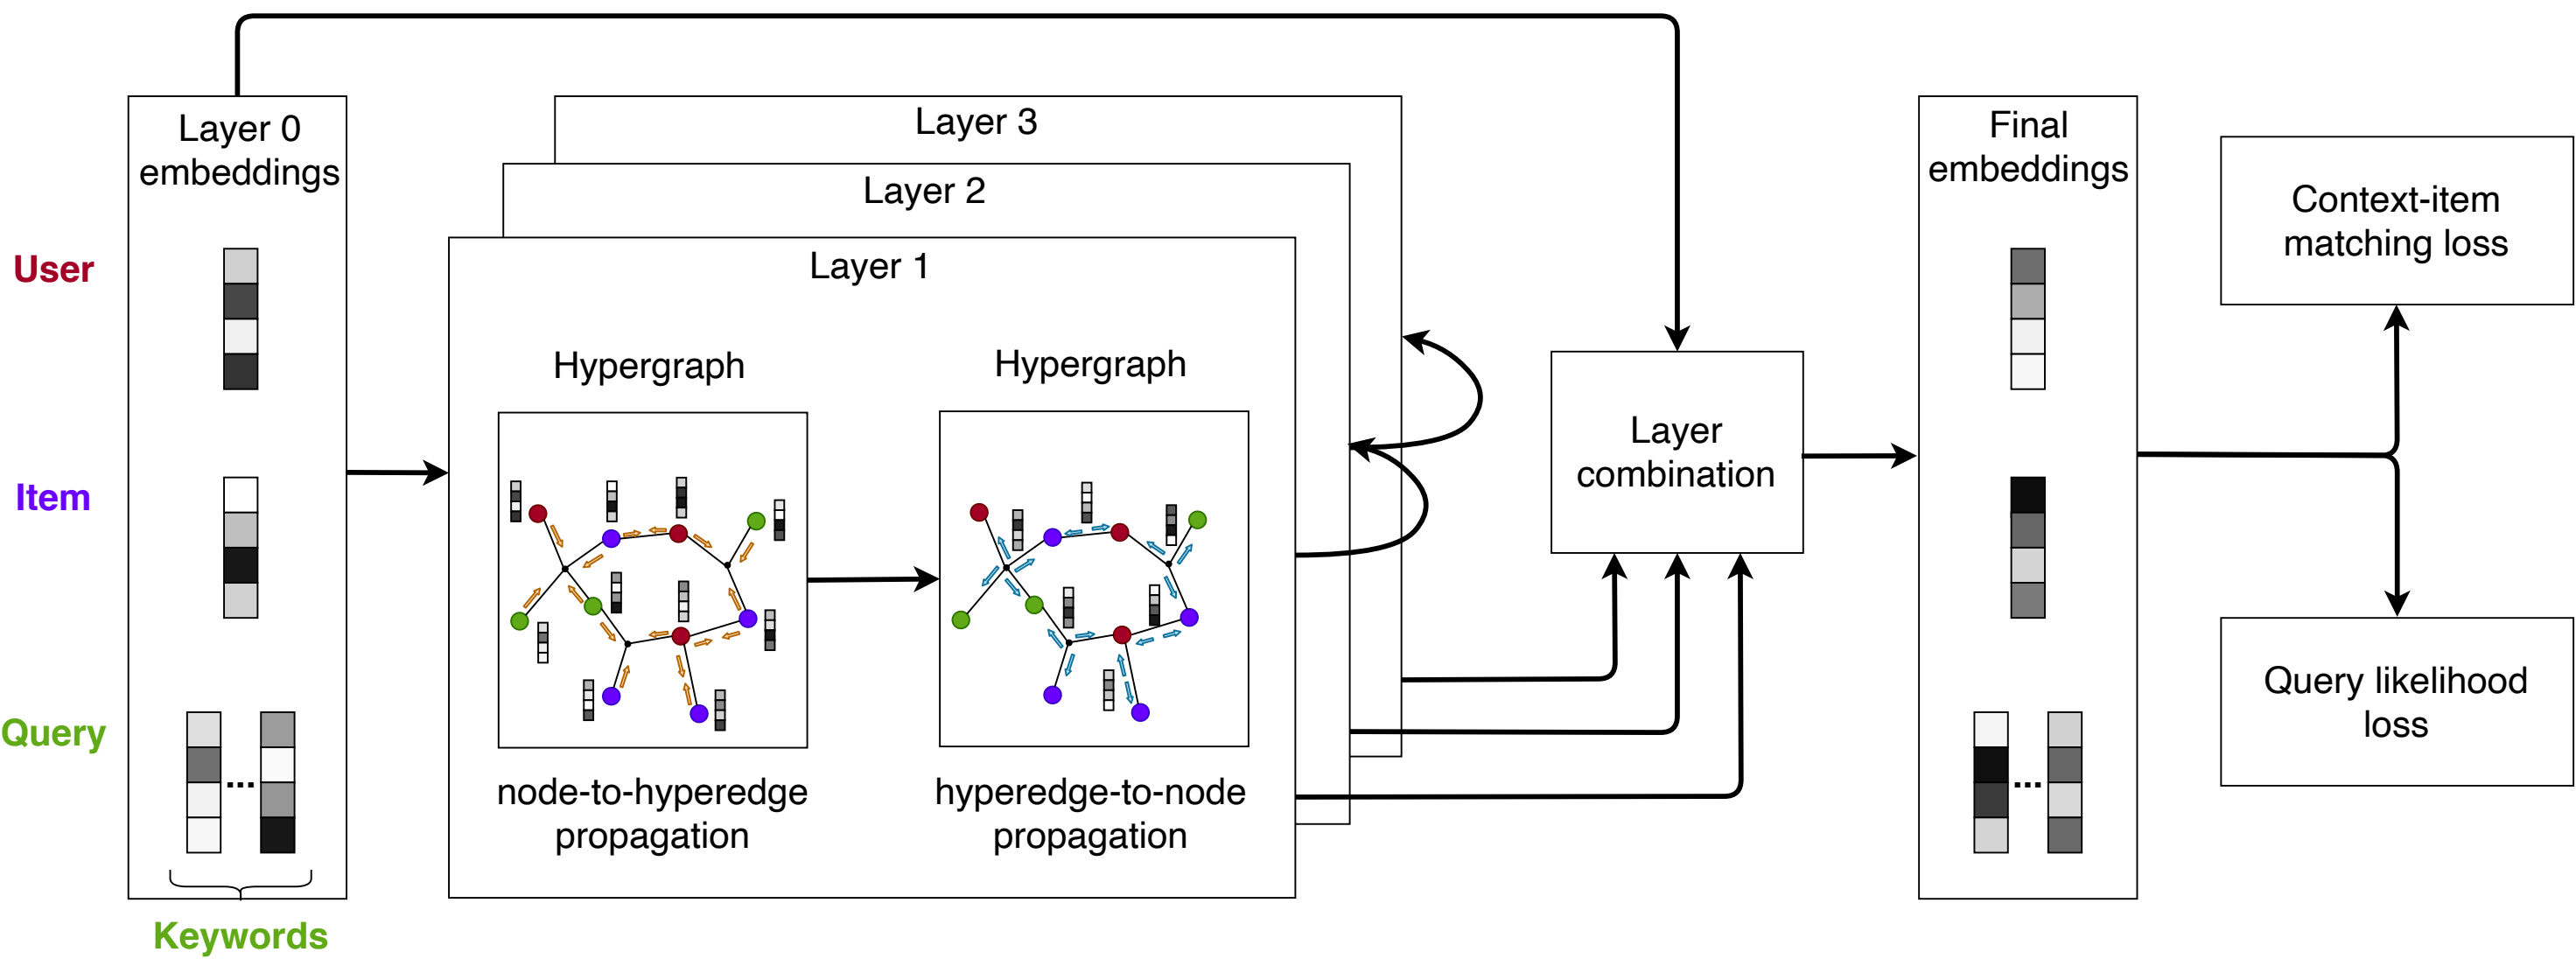 Layer 0
embeddings
User
Item
Query
...
Keywords
Layer 3
Layer 2
Layer 1
Hypergraph
node-to-hyperedge
propagation
Hypergraph
hyperedge-to-node
propagation
Layer
combination
Final
embeddings
...
Context-item
matching loss
Query likelihood
loss